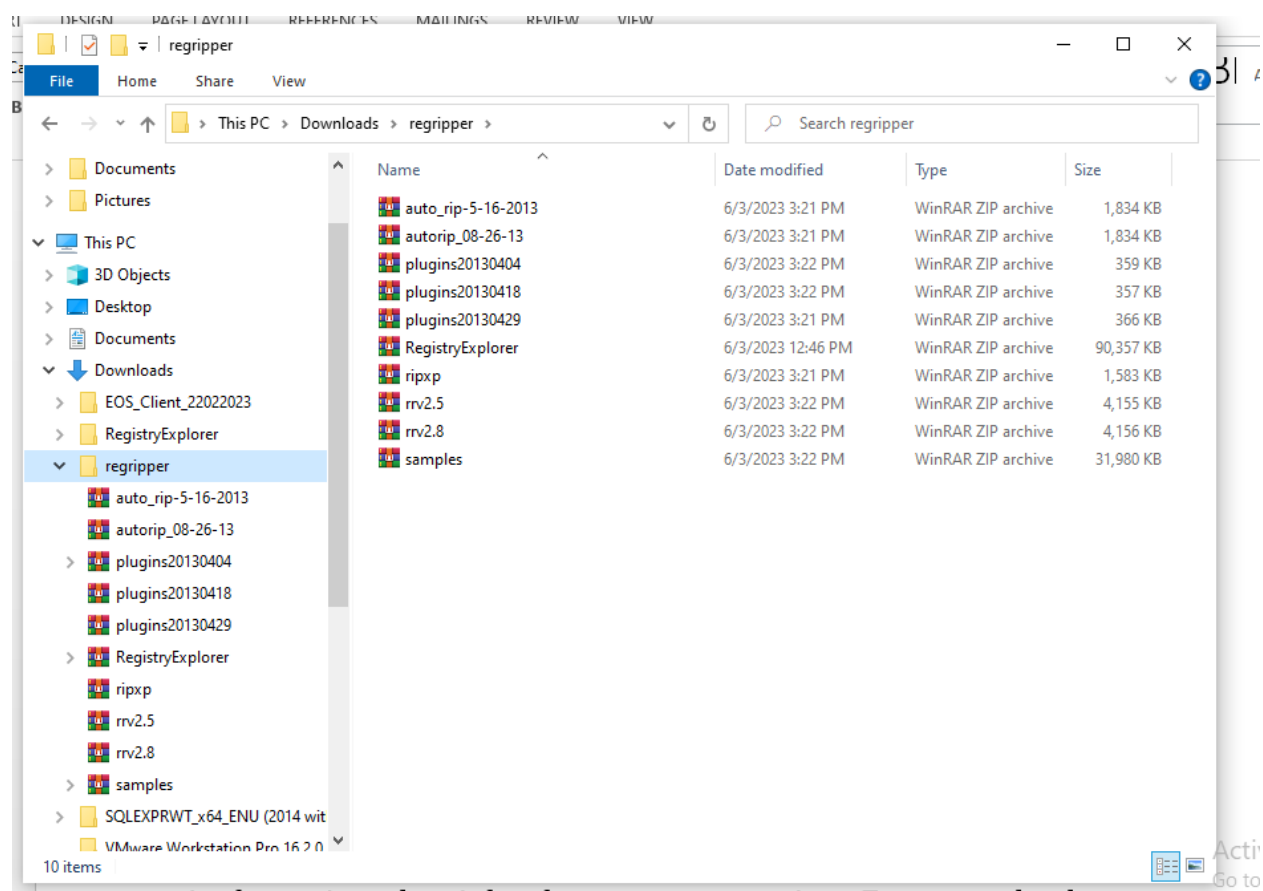 DESIGN PAGE LAYOUT REFERENCES MAILINGS REVIEW VIEW
regripper
File Home Share View
This PC > Downloads > regripper >
Search regripper
Documents
Pictures
This PC
3D Objects
Desktop
Documents
Downloads
EOS_Client_22022023
RegistryExplorer
regripper
auto_rip-5-16-2013
autorip_08-26-13
plugins20130404
plugins20130418
plugins20130429
RegistryExplorer
ripxp
rrv2.5
rrv2.8
samples
SQLEXPRWT_x64_ENU (2014 wit
VMware Workstation Pro 16.2.0
Name Date modified Type Size
auto_rip-5-16-2013 6/3/2023 3:21 PM WinRAR ZIP archive 1,834 KB
autorip_08-26-13 6/3/2023 3:21 PM WinRAR ZIP archive 1,834 KB
plugins20130404 6/3/2023 3:22 PM WinRAR ZIP archive 359 KB
plugins20130418 6/3/2023 3:22 PM WinRAR ZIP archive 357 KB
plugins20130429 6/3/2023 3:21 PM WinRAR ZIP archive 366 KB
RegistryExplorer 6/3/2023 12:46 PM WinRAR ZIP archive 90,357 KB
ripxp 6/3/2023 3:21 PM WinRAR ZIP archive 1,583 KB
rrv2.5 6/3/2023 3:22 PM WinRAR ZIP archive 4,155 KB
rrv2.8 6/3/2023 3:22 PM WinRAR ZIP archive 4,156 KB
samples 6/3/2023 3:22 PM WinRAR ZIP archive 31,980 KB
10 items
Acti
Go to